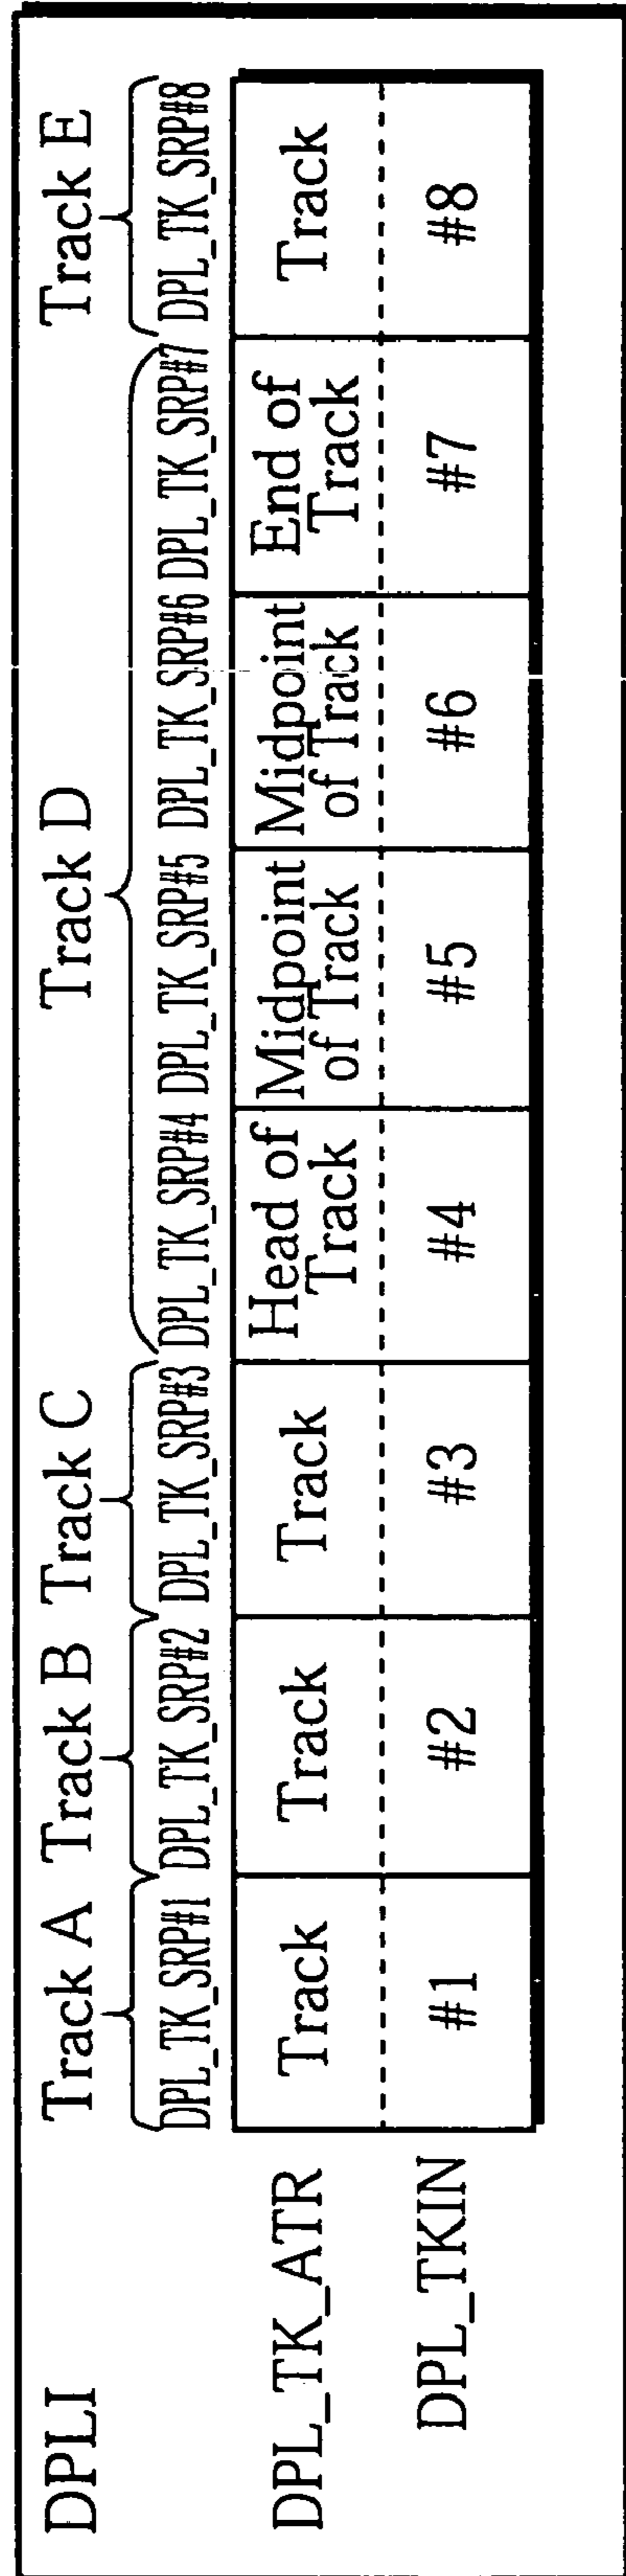 DPLI
Track A Track B Track C Track D Track E
DPL_TK_SRP#1 DPL_TK_SRP#2 DPL_TK_SRP#3 DPL_TK_SRP#4 DPL_TK_SRP#5 DPL_TK_SRP#6 DPL_TK_SRP#7 DPL_TK_SRP#8
DPL_TK_ATR Track Track Track Head of Track Midpoint of Track Midpoint of Track End of Track Track
DPL_TKIN #1 #2 #3 #4 #5 #6 #7 #8